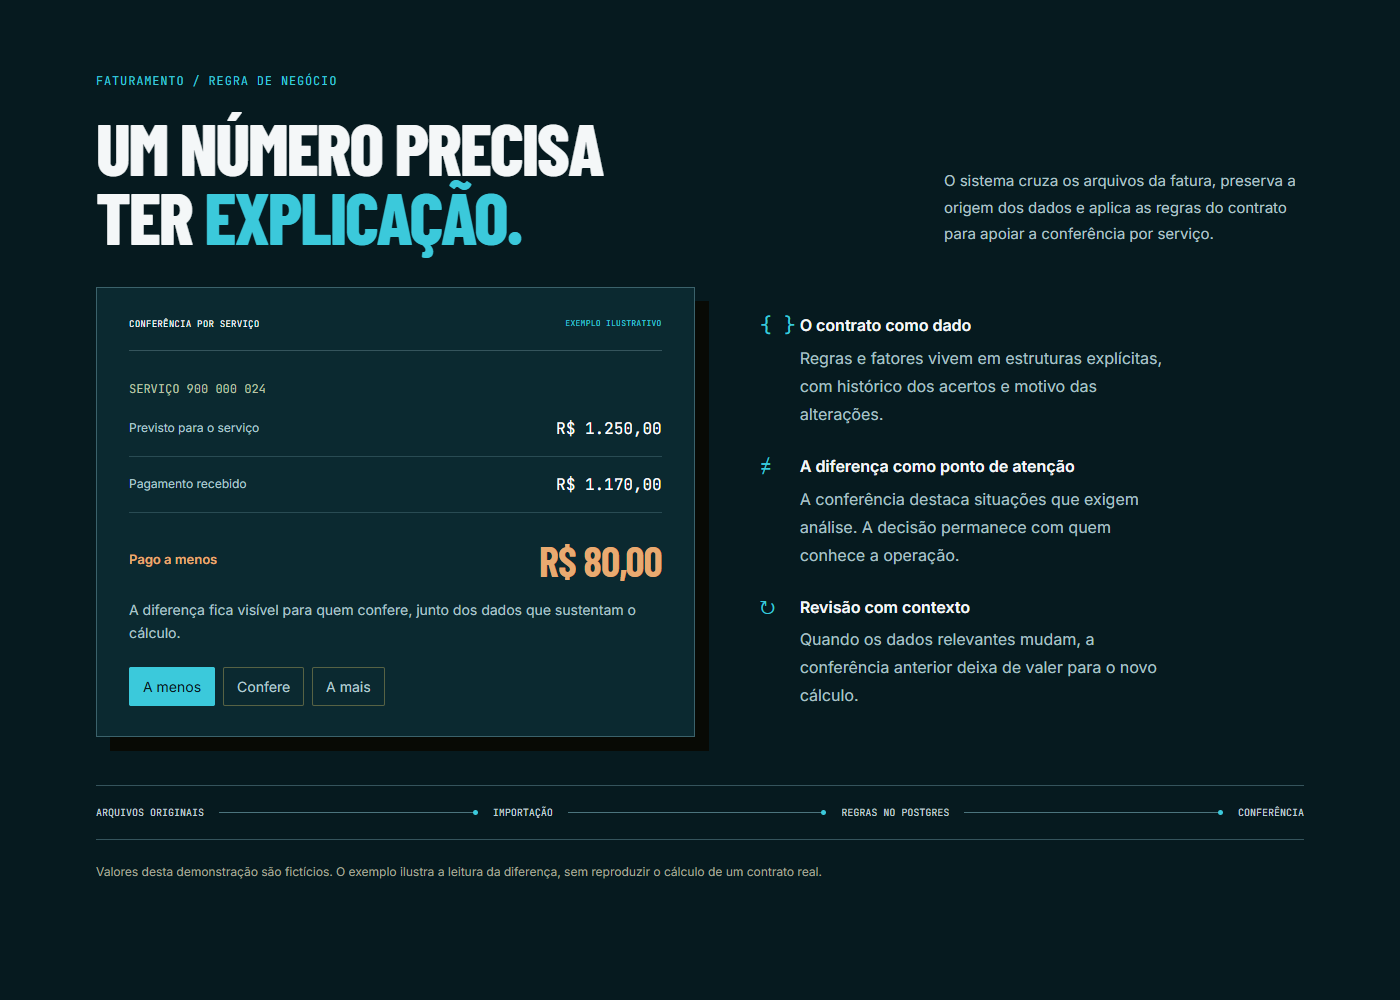 FATURAMENTO / REGRA DE NEGÓCIO
UM NÚMERO PRECISA
TER EXPLICAÇÃO.
O sistema cruza os arquivos da fatura, preserva a
origem dos dados e aplica as regras do contrato
para apoiar a conferência por serviço.
CONFERÊNCIA POR SERVIÇO
EXEMPLO ILUSTRATIVO
SERVIÇO 900 000 024
Previsto para o serviço
R$ 1.250,00
Pagamento recebido
R$ 1.170,00
Pago a menos
R$ 80,00
A diferença fica visível para quem confere, junto dos dados que sustentam o
cálculo.
A menos
Confere
A mais
{ } O contrato como dado
Regras e fatores vivem em estruturas explícitas,
com histórico dos acertos e motivo das
alterações.
≠ A diferença como ponto de atenção
A conferência destaca situações que exigem
análise. A decisão permanece com quem
conhece a operação.
↻ Revisão com contexto
Quando os dados relevantes mudam, a
conferência anterior deixa de valer para o novo
cálculo.
ARQUIVOS ORIGINAIS
IMPORTAÇÃO
REGRAS NO POSTGRES
CONFERÊNCIA
Valores desta demonstração são fictícios. O exemplo ilustra a leitura da diferença, sem reproduzir o cálculo de um contrato real.